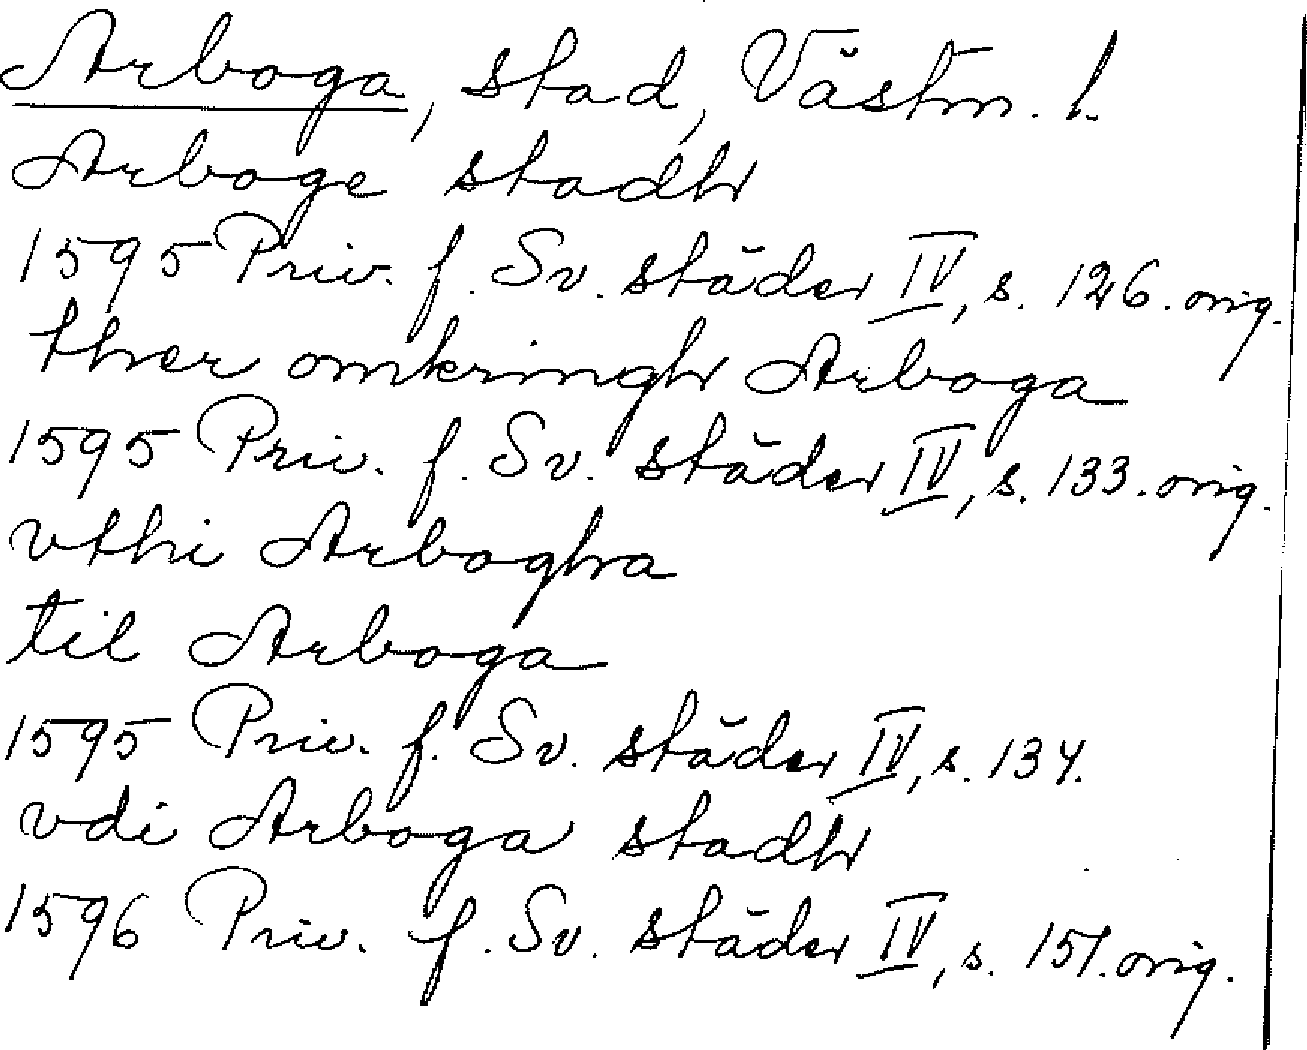 Arboga, stad, Västm. l.
Arboge stadh
1595 Priv. f. Sv. städer IV, s. 126. orig.
ther omkringh Arboga
1595 Priv. f. Sv. städer IV, s. 133. orig.
vthi Arbogha
til Arboga
1595 Priv. f. Sv. städer IV, s. 134.
vdi Arboga stadh
1596 Priv. f. Sv. städer IV, s. 151. orig.